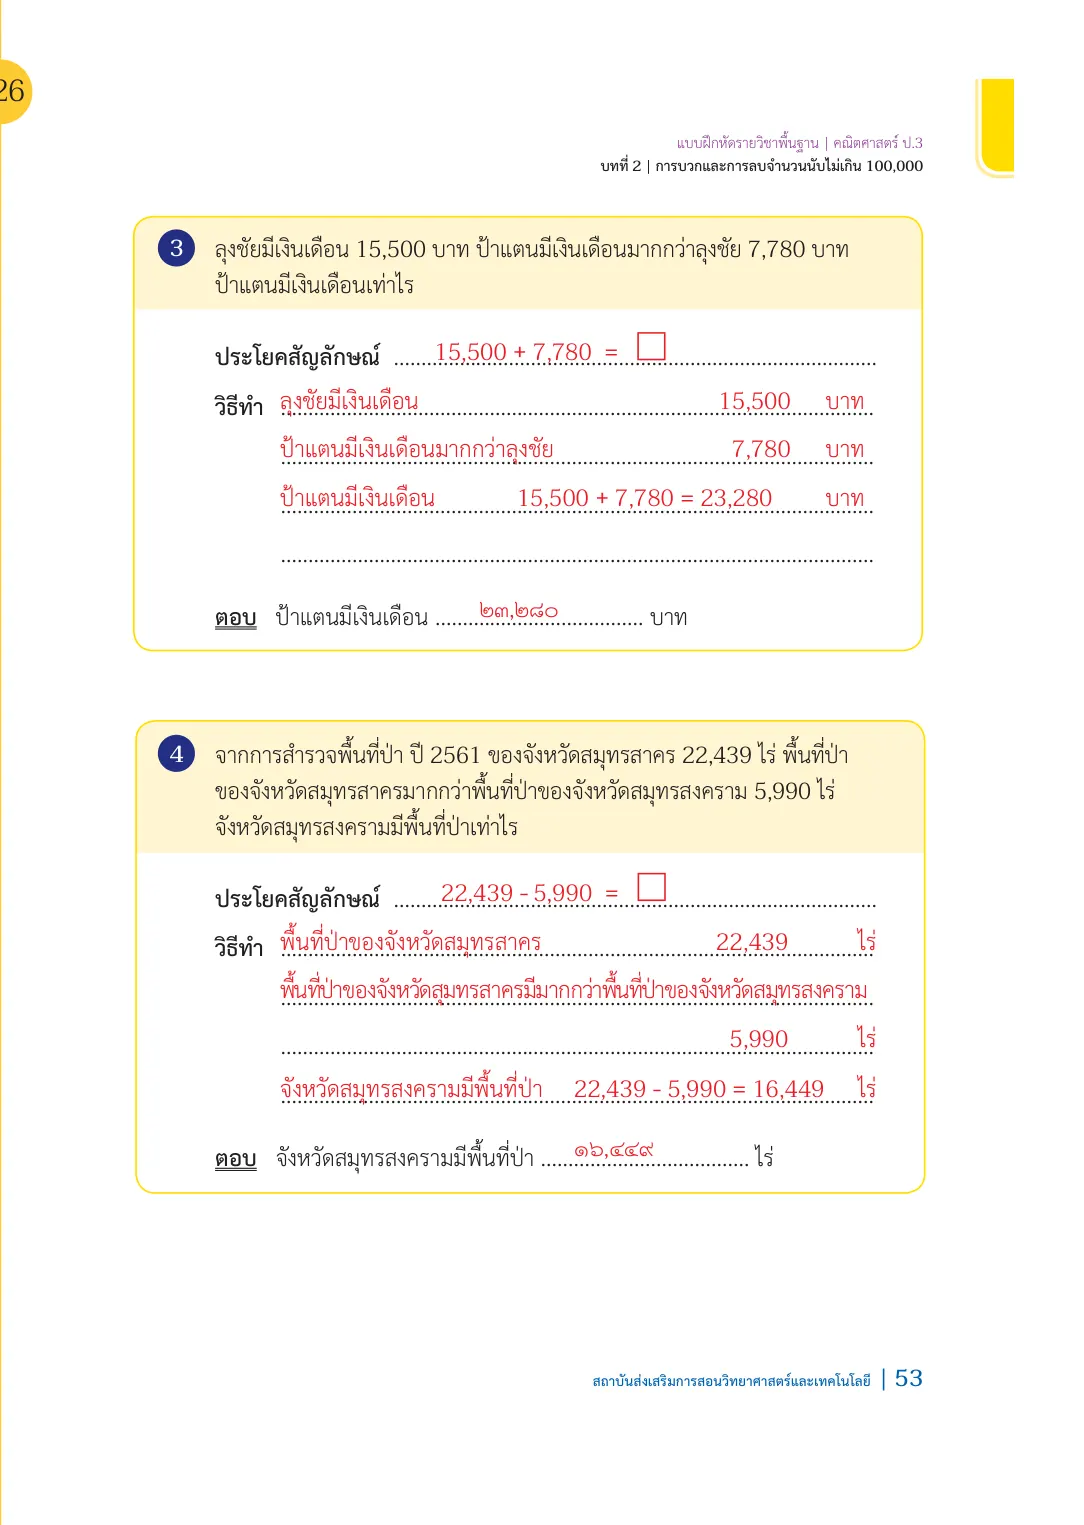 26
แบบฝึกหัดรายวิชาพื้นฐาน | คณิตศาสตร์ ป.3
บทที่ 2 | การบวกและการลบจำนวนนับไม่เกิน 100,000
3 ลุงชัยมีเงินเดือน 15,500 บาท ป้าแตนมีเงินเดือนมากกว่าลุงชัย 7,780 บาท
ป้าแตนมีเงินเดือนเท่าไร
ประโยคสัญลักษณ์ 15,500 + 7,780 = □
วิธีทำ ลุงชัยมีเงินเดือน 15,500 บาท
ป้าแตนมีเงินเดือนมากกว่าลุงชัย 7,780 บาท
ป้าแตนมีเงินเดือน 15,500 + 7,780 = 23,280 บาท
ตอบ ป้าแตนมีเงินเดือน ๒๓,๒๘๐ บาท
4 จากการสำรวจพื้นที่ป่า ปี 2561 ของจังหวัดสมุทรสาคร 22,439 ไร่ พื้นที่ป่า
ของจังหวัดสมุทรสาครมากกว่าพื้นที่ป่าของจังหวัดสมุทรสงคราม 5,990 ไร่
จังหวัดสมุทรสงครามมีพื้นที่ป่าเท่าไร
ประโยคสัญลักษณ์ 22,439 - 5,990 = □
วิธีทำ พื้นที่ป่าของจังหวัดสมุทรสาคร 22,439 ไร่
พื้นที่ป่าของจังหวัดสุมทรสาครมีมากกว่าพื้นที่ป่าของจังหวัดสมุทรสงคราม
5,990 ไร่
จังหวัดสมุทรสงครามมีพื้นที่ป่า 22,439 - 5,990 = 16,449 ไร่
ตอบ จังหวัดสมุทรสงครามมีพื้นที่ป่า ๑๖,๔๔๙ ไร่
สถาบันส่งเสริมการสอนวิทยาศาสตร์และเทคโนโลยี | 53